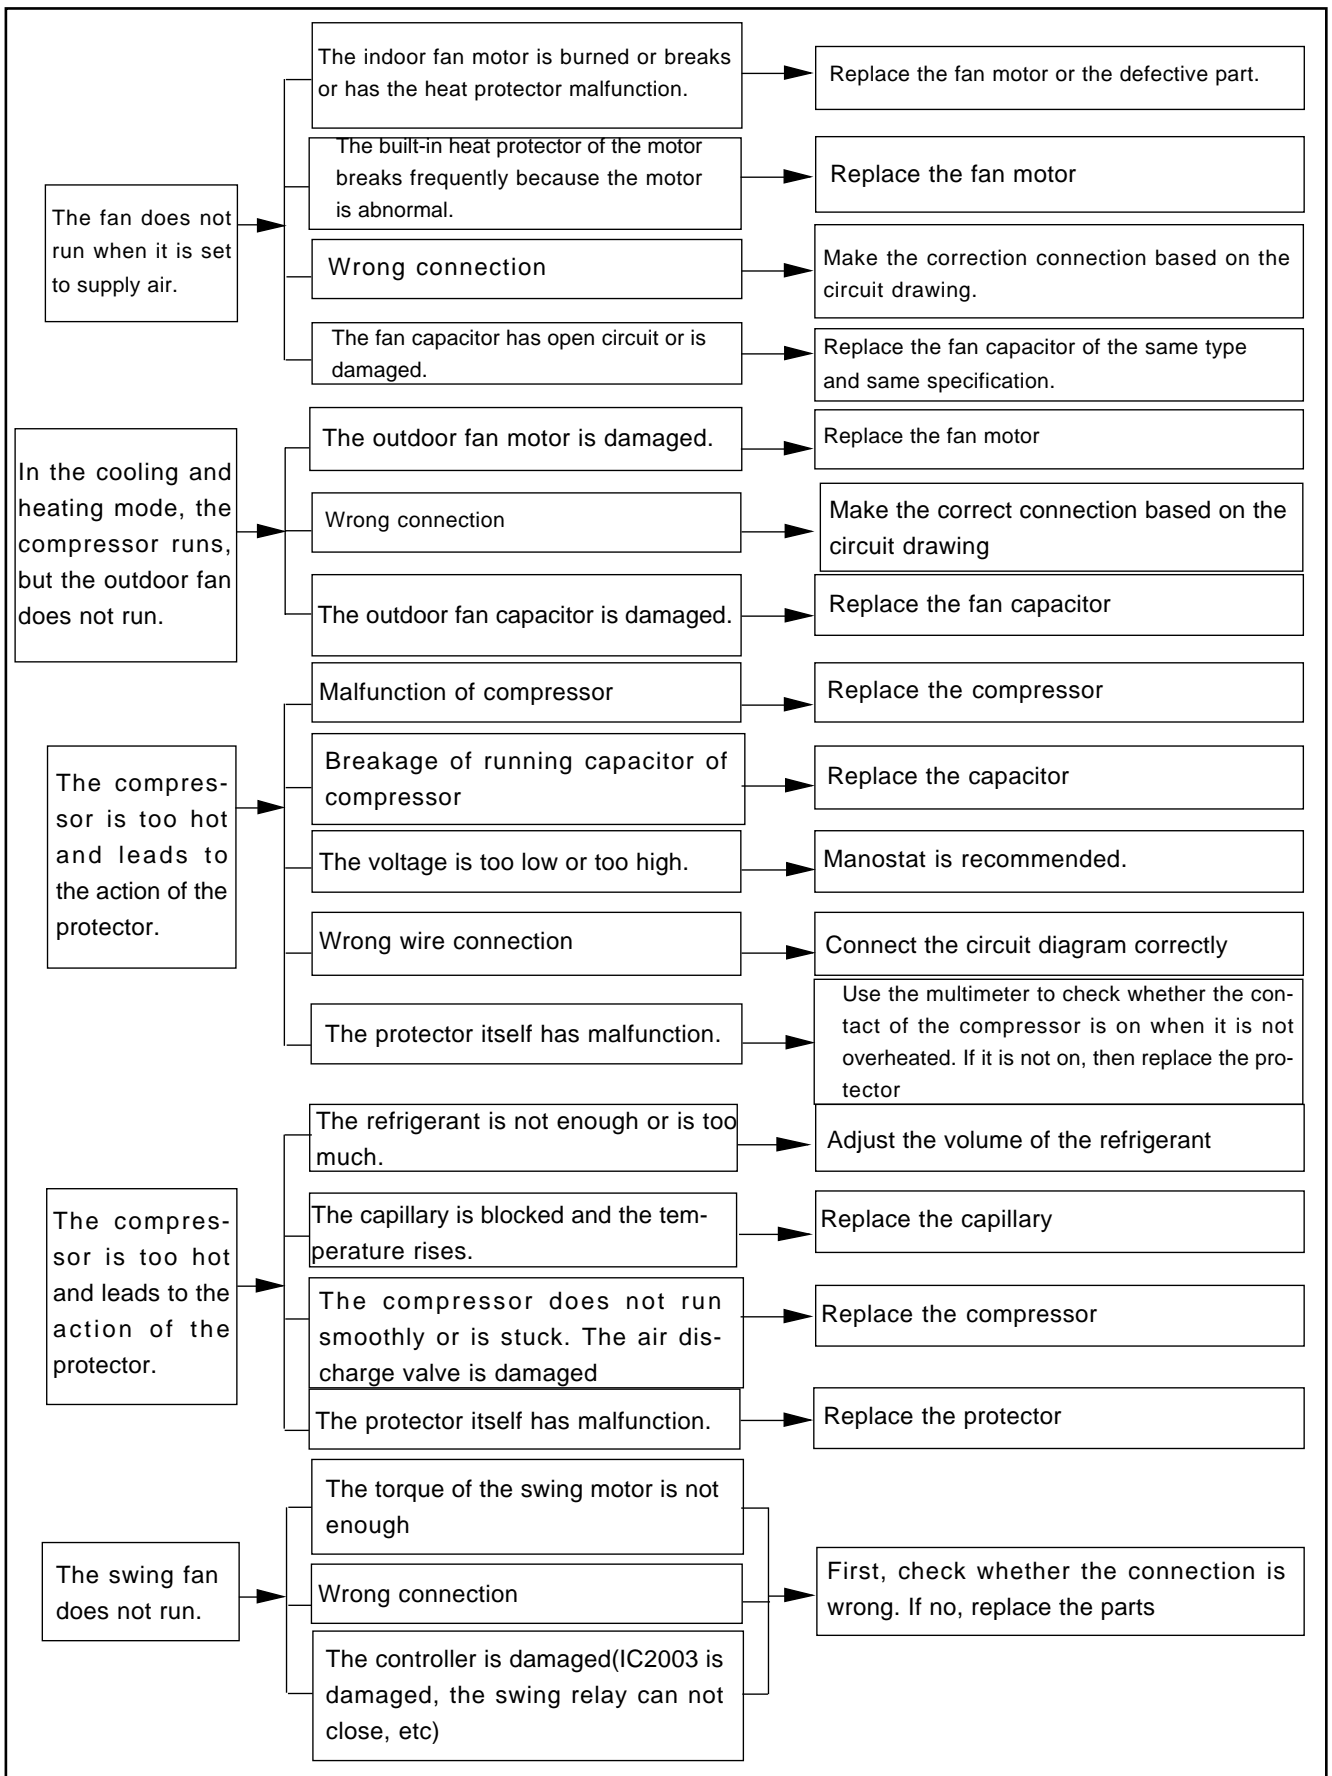 The indoor fan motor is burned or breaks
or has the heat protector malfunction.
Replace the fan motor or the defective part.
The built-in heat protector of the motor
breaks frequently because the motor
is abnormal.
Replace the fan motor
The fan does not
run when it is set
to supply air.
Wrong connection
Make the correction connection based on the
circuit drawing.
The fan capacitor has open circuit or is
damaged.
Replace the fan capacitor of the same type
and same specification.
In the cooling and
heating mode, the
compressor runs,
but the outdoor fan
does not run.
The outdoor fan motor is damaged.
Replace the fan motor
Wrong connection
Make the correct connection based on the
circuit drawing
The outdoor fan capacitor is damaged.
Replace the fan capacitor
The compres-
sor is too hot
and leads to
the action of the
protector.
Malfunction of compressor
Replace the compressor
Breakage of running capacitor of
compressor
Replace the capacitor
The voltage is too low or too high.
Manostat is recommended.
Wrong wire connection
Connect the circuit diagram correctly
The protector itself has malfunction.
Use the multimeter to check whether the con-
tact of the compressor is on when it is not
overheated. If it is not on, then replace the pro-
tector
The compres-
sor is too hot
and leads to the
action of the
protector.
The refrigerant is not enough or is too
much.
Adjust the volume of the refrigerant
The capillary is blocked and the tem-
perature rises.
Replace the capillary
The compressor does not run
smoothly or is stuck. The air dis-
charge valve is damaged
Replace the compressor
The protector itself has malfunction.
Replace the protector
The swing fan
does not run.
The torque of the swing motor is not
enough
Wrong connection
The controller is damaged(IC2003 is
damaged, the swing relay can not
close, etc)
First, check whether the connection is
wrong. If no, replace the parts